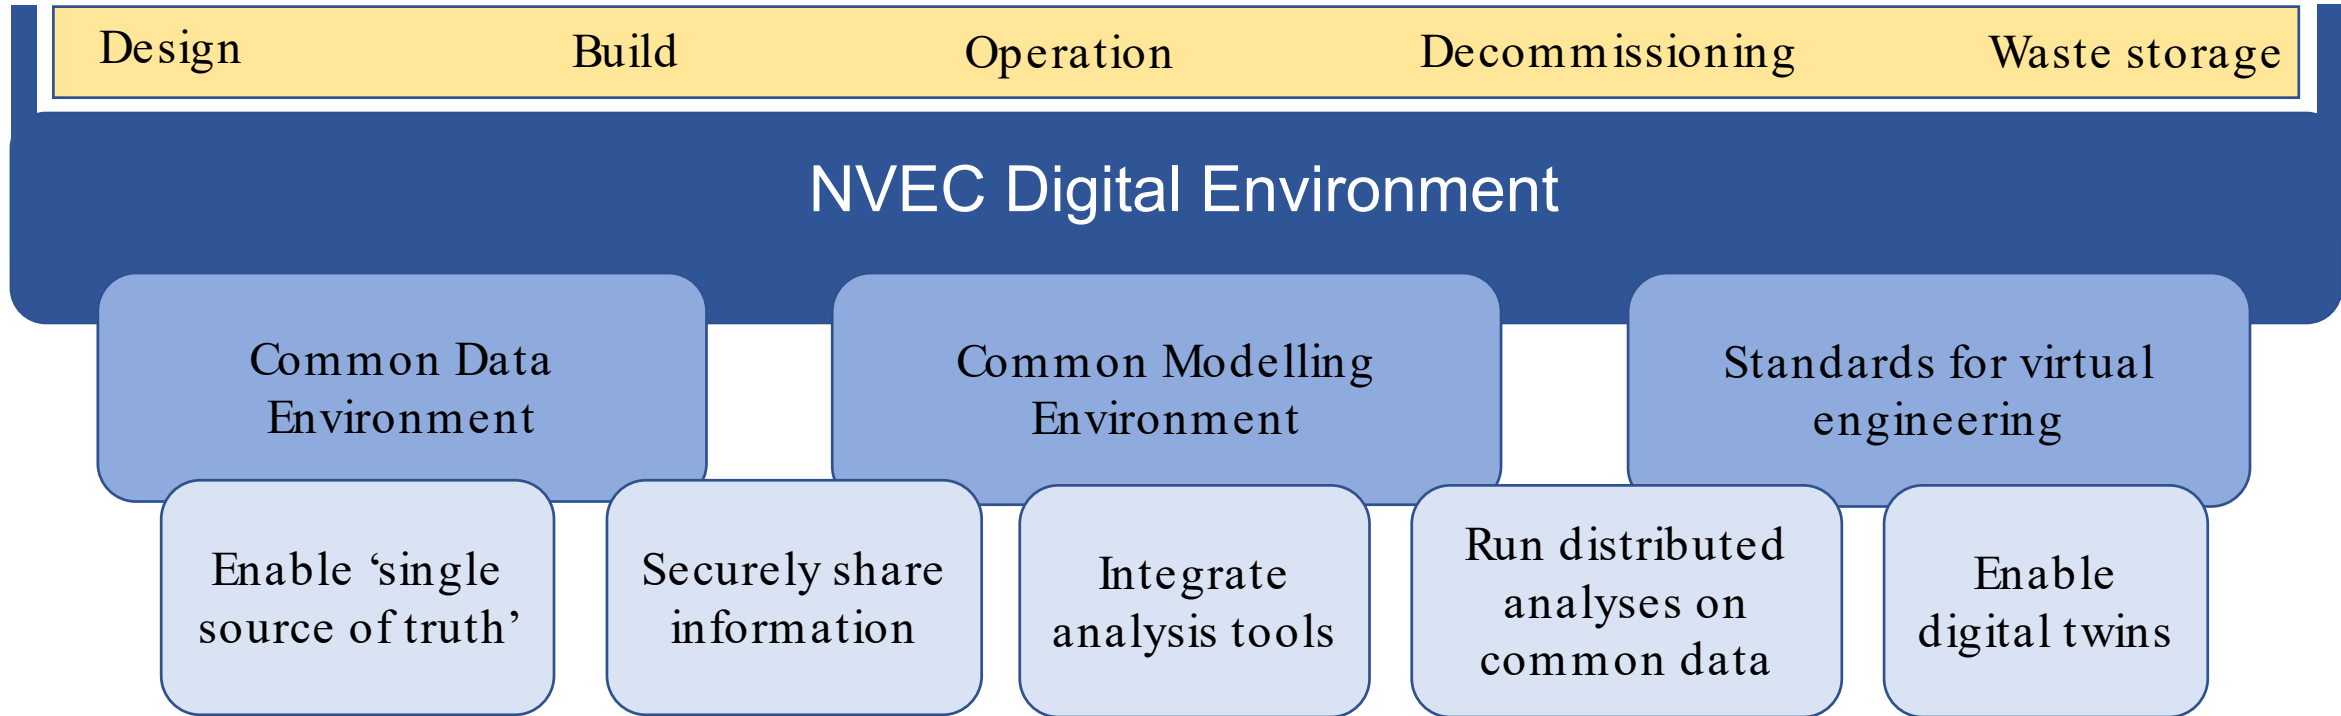 Design Build Operation Decommissioning Waste storage
NVEC Digital Environment
Common Data
Environment
Common Modelling
Environment
Standards for virtual
engineering
Enable ‘single
source of truth’
Securely share
information
Integrate
analysis tools
Run distributed
analyses on
common data
Enable
digital twins